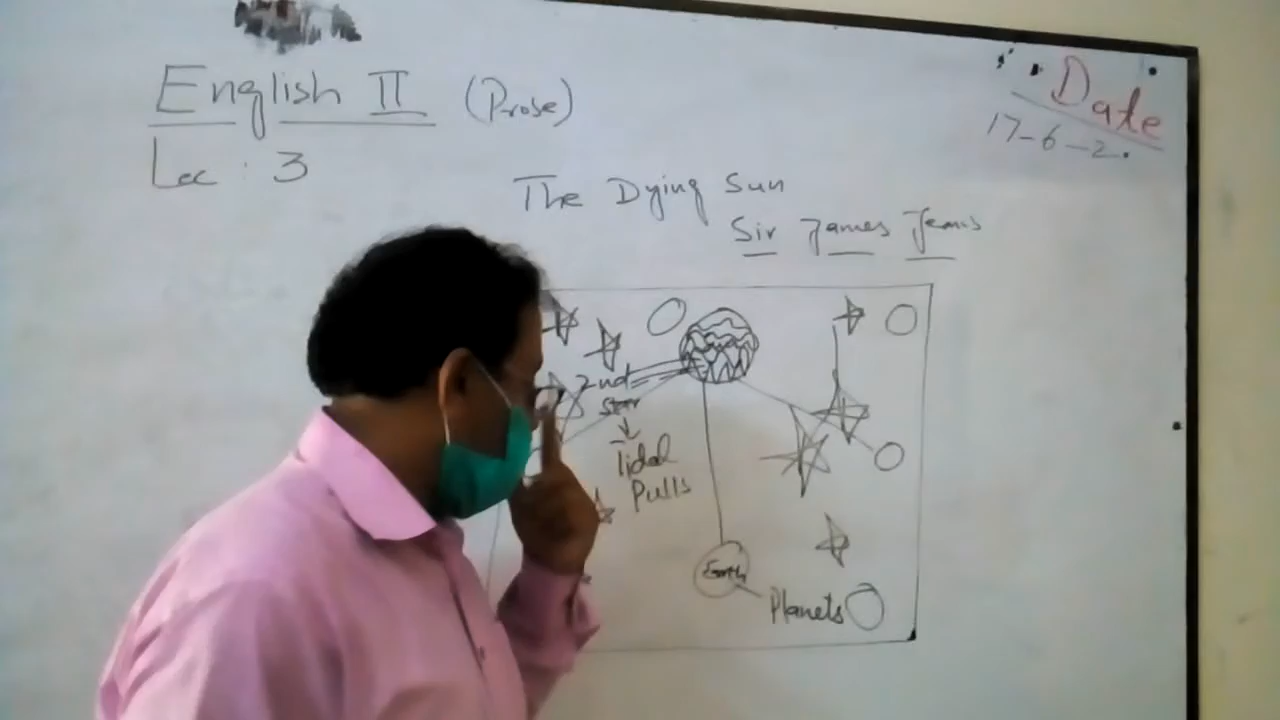 English II (Prose)
Date
17-6-2.
Lec : 3
The Dying Sun
Sir James Jeans
2nd
star
Tidal
Pulls
Earth
Planets